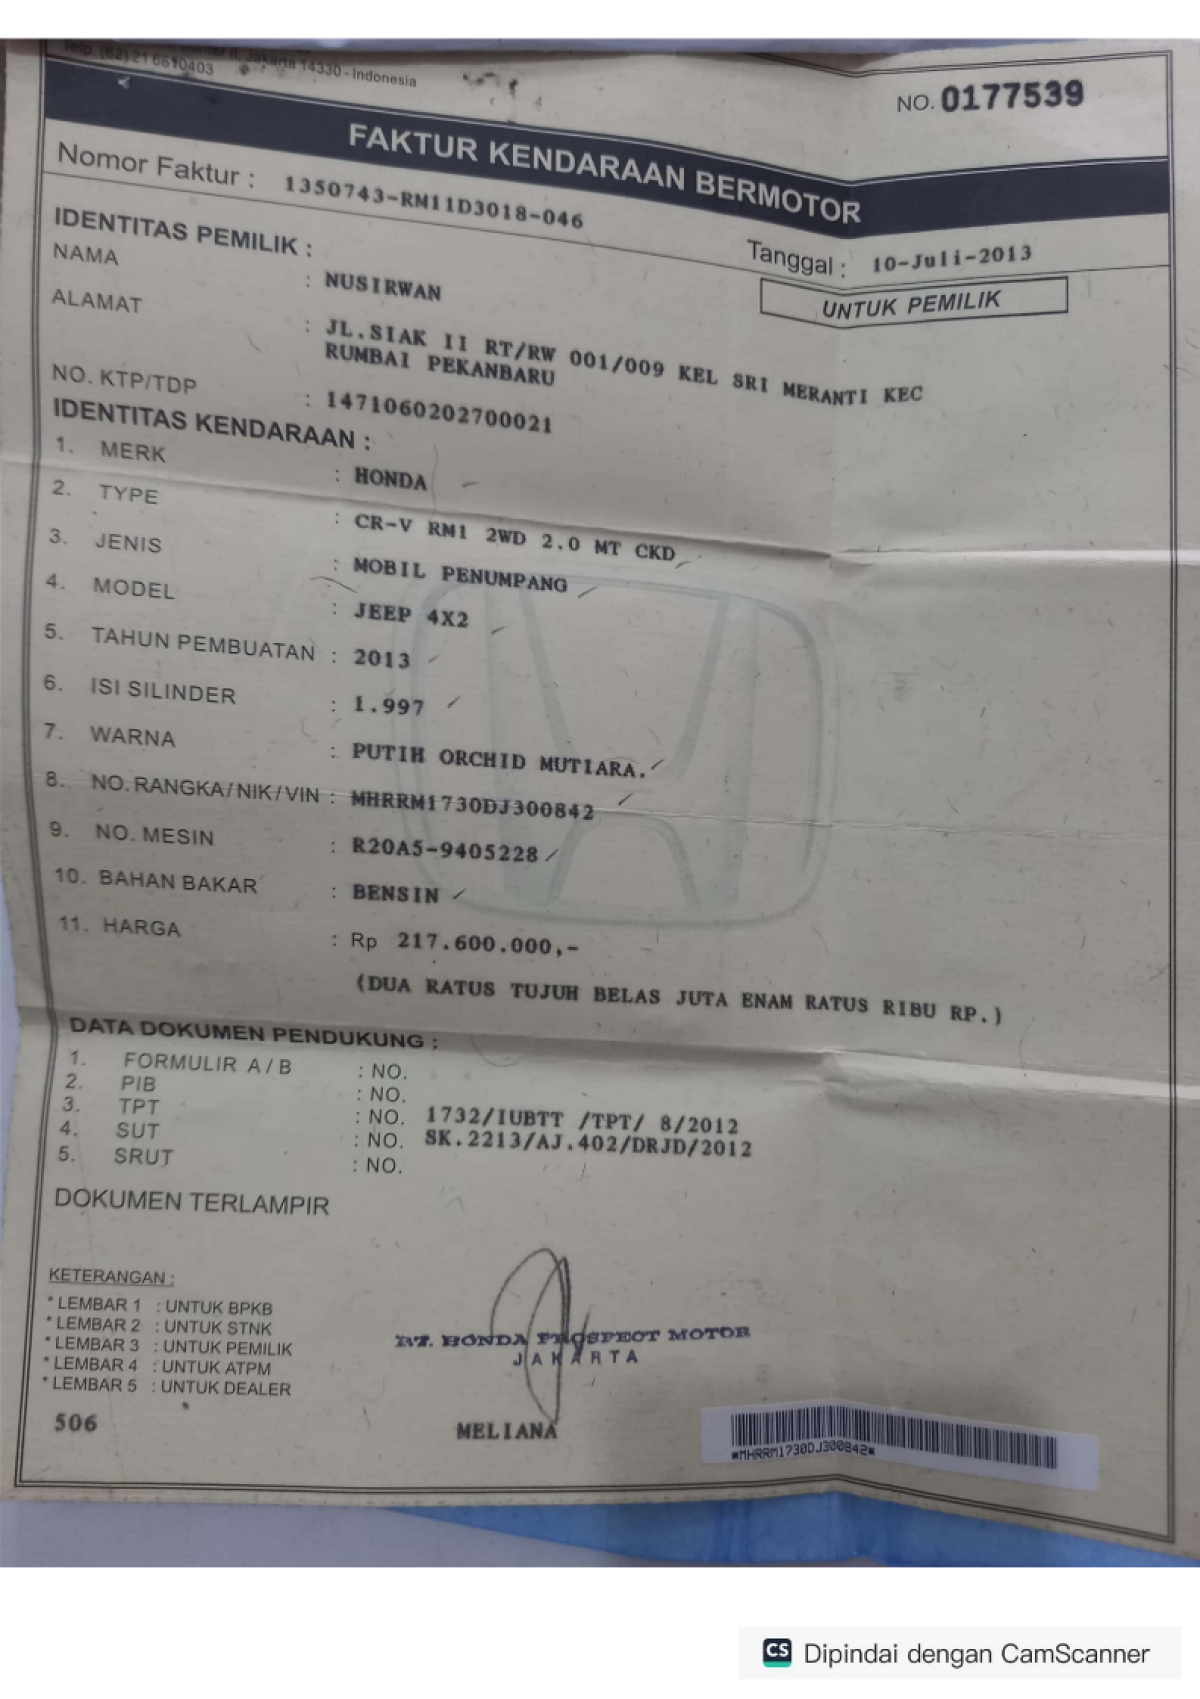 Jakarta 14330 - Indonesia
Telp. (62) 21 6510403
NO. 0177539
FAKTUR KENDARAAN BERMOTOR
Nomor Faktur : 1350743-RM11D3018-046
Tanggal : 10-Juli-2013
IDENTITAS PEMILIK :
UNTUK PEMILIK
NAMA : NUSIRWAN
ALAMAT : JL.SIAK II RT/RW 001/009 KEL SRI MERANTI KEC
RUMBAI PEKANBARU
NO. KTP/TDP : 1471060202700021
IDENTITAS KENDARAAN :
1. MERK : HONDA
2. TYPE : CR-V RM1 2WD 2.0 MT CKD
3. JENIS : MOBIL PENUMPANG
4. MODEL : JEEP 4X2
5. TAHUN PEMBUATAN : 2013
6. ISI SILINDER : 1.997
7. WARNA : PUTIH ORCHID MUTIARA.
8. NO. RANGKA/NIK/VIN : MHRRM1730DJ300842
9. NO. MESIN : R20A5-9405228
10. BAHAN BAKAR : BENSIN
11. HARGA : Rp 217.600.000,-
(DUA RATUS TUJUH BELAS JUTA ENAM RATUS RIBU RP.)
DATA DOKUMEN PENDUKUNG :
1. FORMULIR A / B : NO.
2. PIB : NO.
3. TPT : NO. 1732/IUBTT /TPT/ 8/2012
4. SUT : NO. SK.2213/AJ.402/DRJD/2012
5. SRUT : NO.
DOKUMEN TERLAMPIR
KETERANGAN :
* LEMBAR 1 : UNTUK BPKB
* LEMBAR 2 : UNTUK STNK
* LEMBAR 3 : UNTUK PEMILIK
* LEMBAR 4 : UNTUK ATPM
* LEMBAR 5 : UNTUK DEALER
PT. HONDA PROSPECT MOTOR
JAKARTA
506
MELIANA
*MHRRM1730DJ300842*
CS Dipindai dengan CamScanner